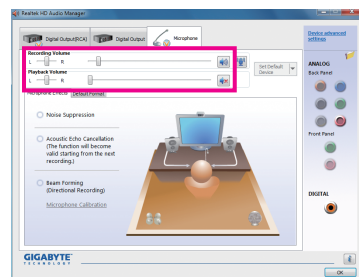 Realtek HD Audio Manager
Digital Output(RCA)
Digital Output
Microphone
Device advanced
settings
Recording Volume
L
R
Playback Volume
L
R
Set Default
Device
ANALOG
Back Panel
Microphone Effects
Default Format
Noise Suppression
Acoustic Echo Cancellation
(The function will become
valid starting from the next
recording.)
Front Panel
Beam Forming
(Directional Recording)
Microphone Calibration
DIGITAL
GIGABYTE
TECHNOLOGY
i
OK